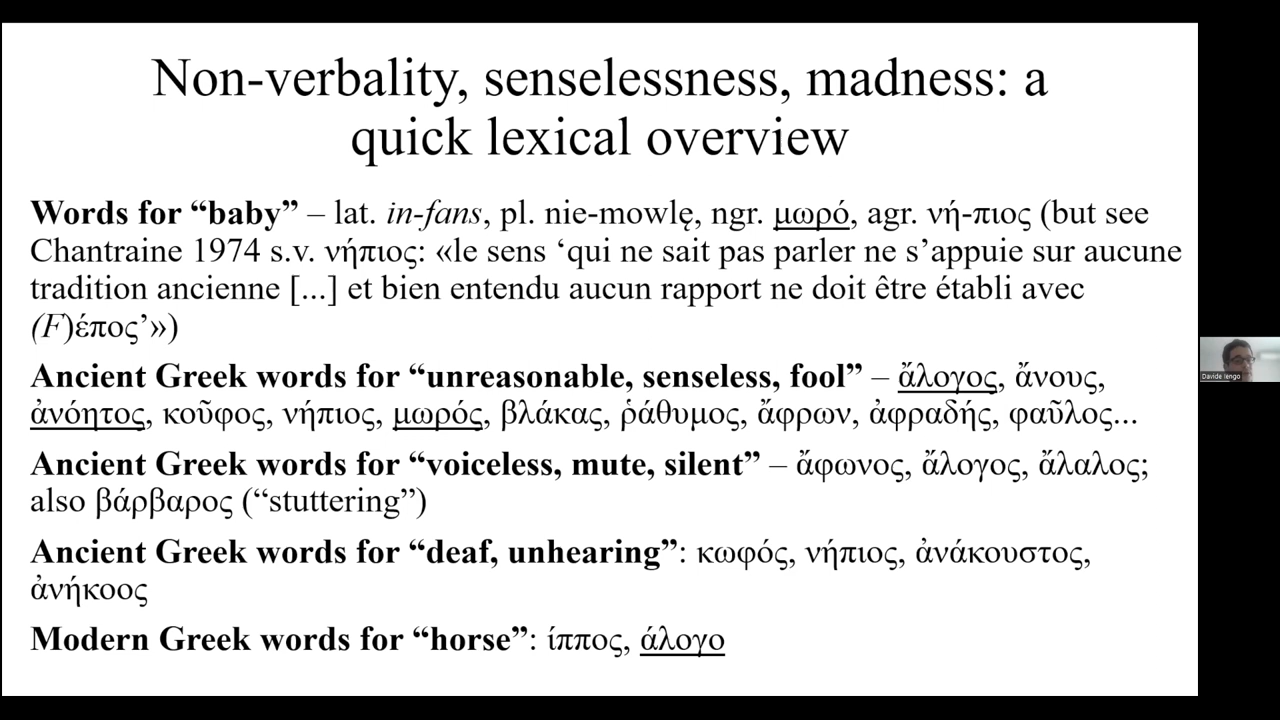 Non-verbality, senselessness, madness: a
quick lexical overview
Words for “baby” – lat. in-fans, pl. nie-mowlę, ngr. μωρό, agr. νή-πιος (but see
Chantraine 1974 s.v. νήπιος: «le sens ‘qui ne sait pas parler ne s’appuie sur aucune
tradition ancienne [...] et bien entendu aucun rapport ne doit être établi avec
(F)έπος’»)
Ancient Greek words for “unreasonable, senseless, fool” – ἄλογος, ἄνους,
ἀνόητος, κοῦφος, νήπιος, μωρός, βλάκας, ῥάθυμος, ἄφρων, ἀφραδής, φαῦλος...
Ancient Greek words for “voiceless, mute, silent” – ἄφωνος, ἄλογος, ἄλαλος;
also βάρβαρος (“stuttering”)
Ancient Greek words for “deaf, unhearing”: κωφός, νήπιος, ἀνάκουστος,
ἀνήκοος
Modern Greek words for “horse”: ίππος, άλογο
Davide Iengo